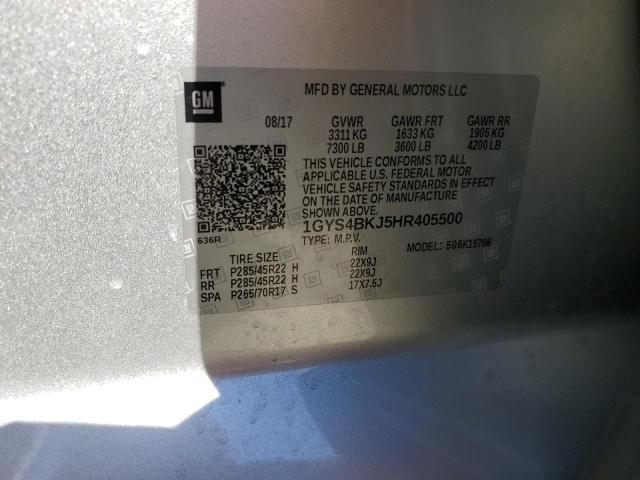 GM
MFD BY GENERAL MOTORS LLC
08/17 GVWR GAWR FRT GAWR RR
3311 KG 1633 KG 1905 KG
7300 LB 3600 LB 4200 LB
THIS VEHICLE CONFORMS TO ALL
APPLICABLE U.S. FEDERAL MOTOR
VEHICLE SAFETY STANDARDS IN EFFECT
ON THE DATE OF MANUFACTURE
SHOWN ABOVE.
1GYS4BKJ5HR405500
636R
TYPE: M.P.V. MODEL: 506K15706
TIRE SIZE RIM
FRT P285/45R22 H 22X9J
RR P285/45R22 H 22X9J
SPA P265/70R17 S 17X7.5J